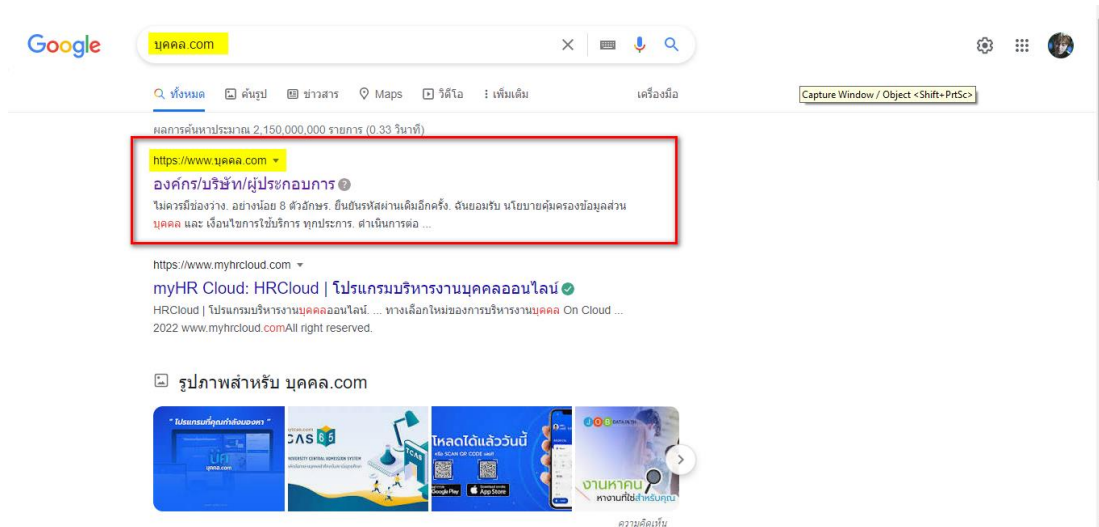 Google
บุคคล.com
ทั้งหมด ค้นรูป ข่าวสาร Maps วิดีโอ เพิ่มเติม เครื่องมือ
Capture Window / Object <Shift+PrtSc>
ผลการค้นหาประมาณ 2,150,000,000 รายการ (0.33 วินาที)
https://www.บุคคล.com
องค์กร/บริษัท/ผู้ประกอบการ
ไม่ควรมีช่องว่าง. อย่างน้อย 8 ตัวอักษร. ยืนยันรหัสผ่านเดิมอีกครั้ง. ฉันยอมรับ นโยบายคุ้มครองข้อมูลส่วน
บุคคล และ เงื่อนไขการใช้บริการ ทุกประการ. ดำเนินการต่อ ...
https://www.myhrcloud.com
myHR Cloud: HRCloud | โปรแกรมบริหารงานบุคคลออนไลน์
HRCloud | โปรแกรมบริหารงานบุคคลออนไลน์. ... ทางเลือกใหม่ของการบริหารงานบุคคล On Cloud ...
2022 www.myhrcloud.comAll right reserved.
รูปภาพสำหรับ บุคคล.com
" โปรแกรมที่คุณกำลังมองหา "
บุคคล.com
TCAS 65
TCAS
โหลดได้แล้ววันนี้
หรือ SCAN QR CODE เลย!
Google Play
App Store
JOB
งานหาคน
หางานที่ใช่สำหรับคุณ
ความคิดเห็น